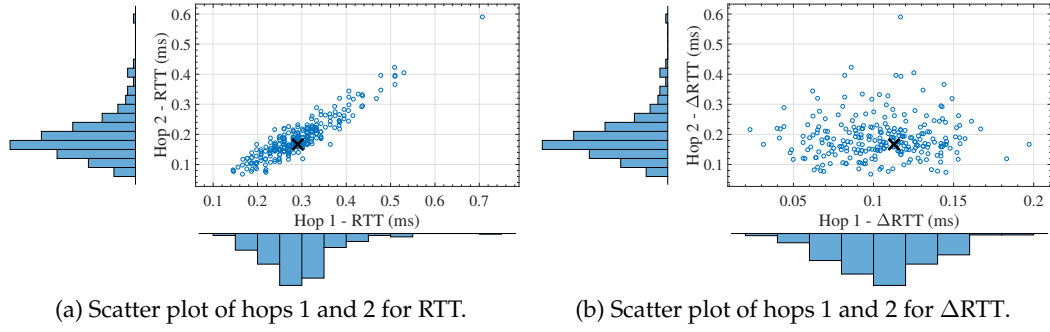 0.6
0.5
0.4
0.3
0.2
0.1
Hop 2 - RTT (ms)
0.1 0.2 0.3 0.4 0.5 0.6 0.7
Hop 1 - RTT (ms)
(a) Scatter plot of hops 1 and 2 for RTT.
0.6
0.5
0.4
0.3
0.2
0.1
Hop 2 - ΔRTT (ms)
0.05 0.1 0.15 0.2
Hop 1 - ΔRTT (ms)
(b) Scatter plot of hops 1 and 2 for ΔRTT.